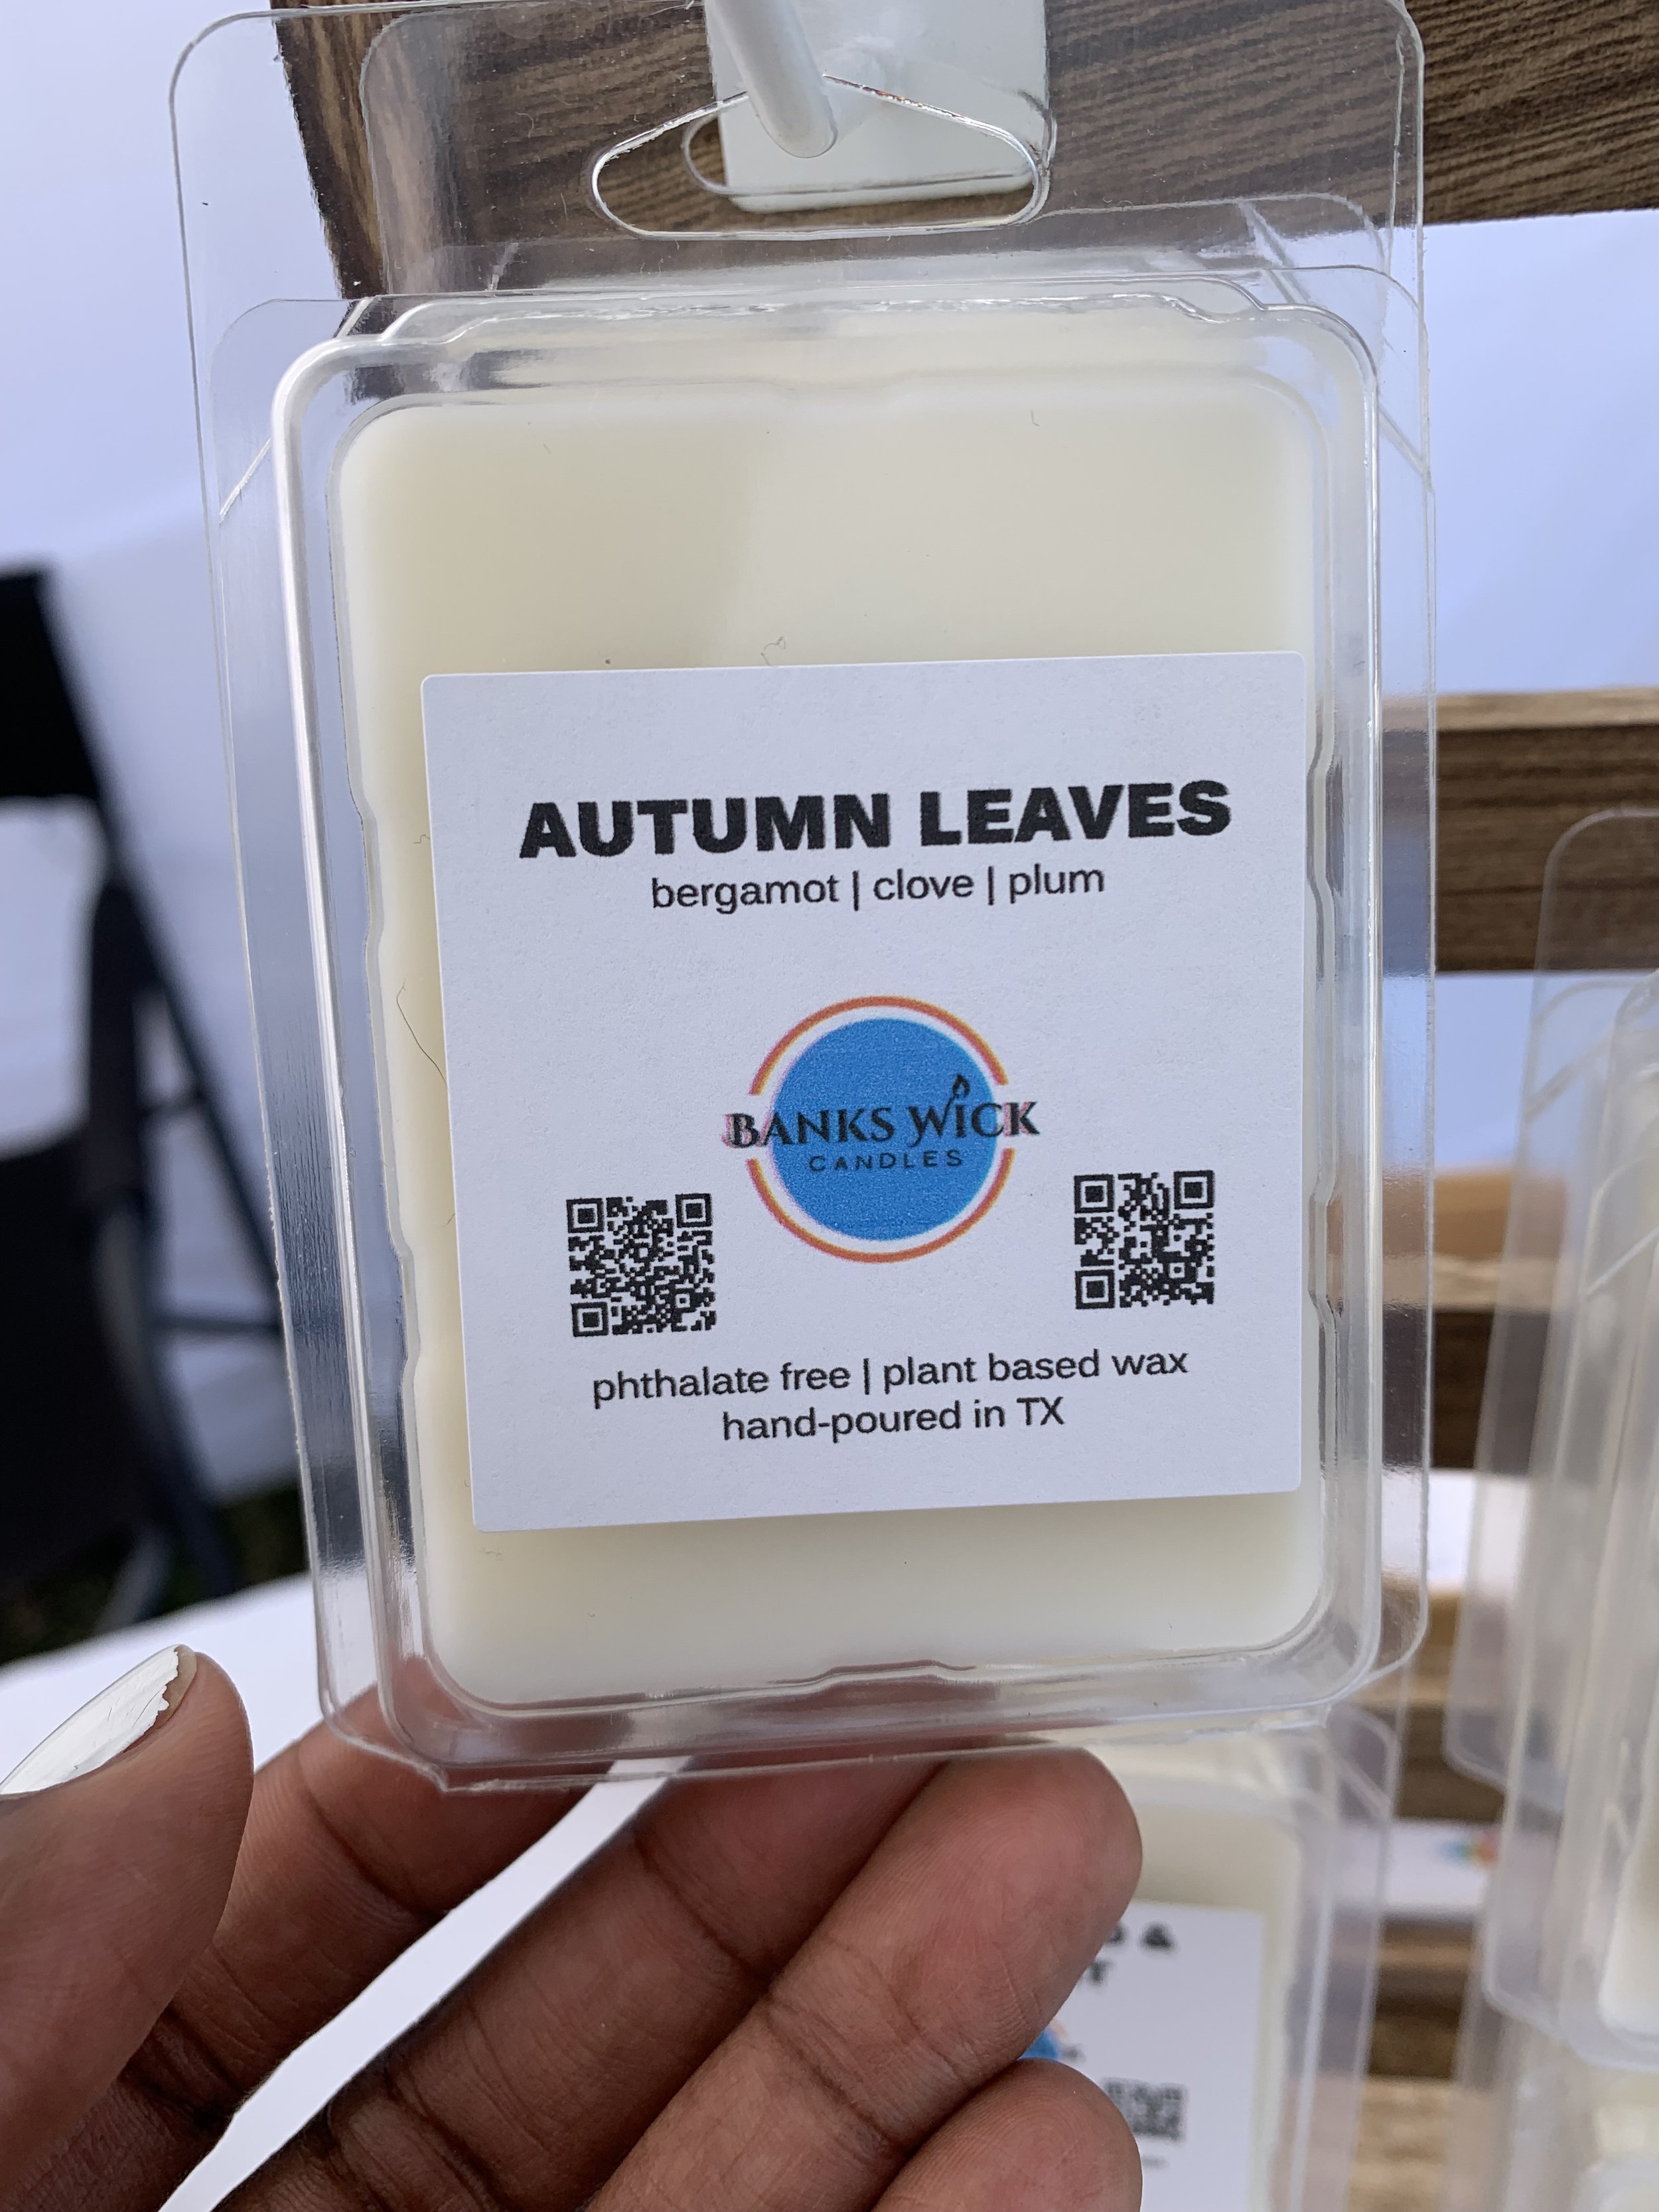 AUTUMN LEAVES
bergamot | clove | plum
BANKS WICK
CANDLES
phthalate free | plant based wax
hand-poured in TX
&